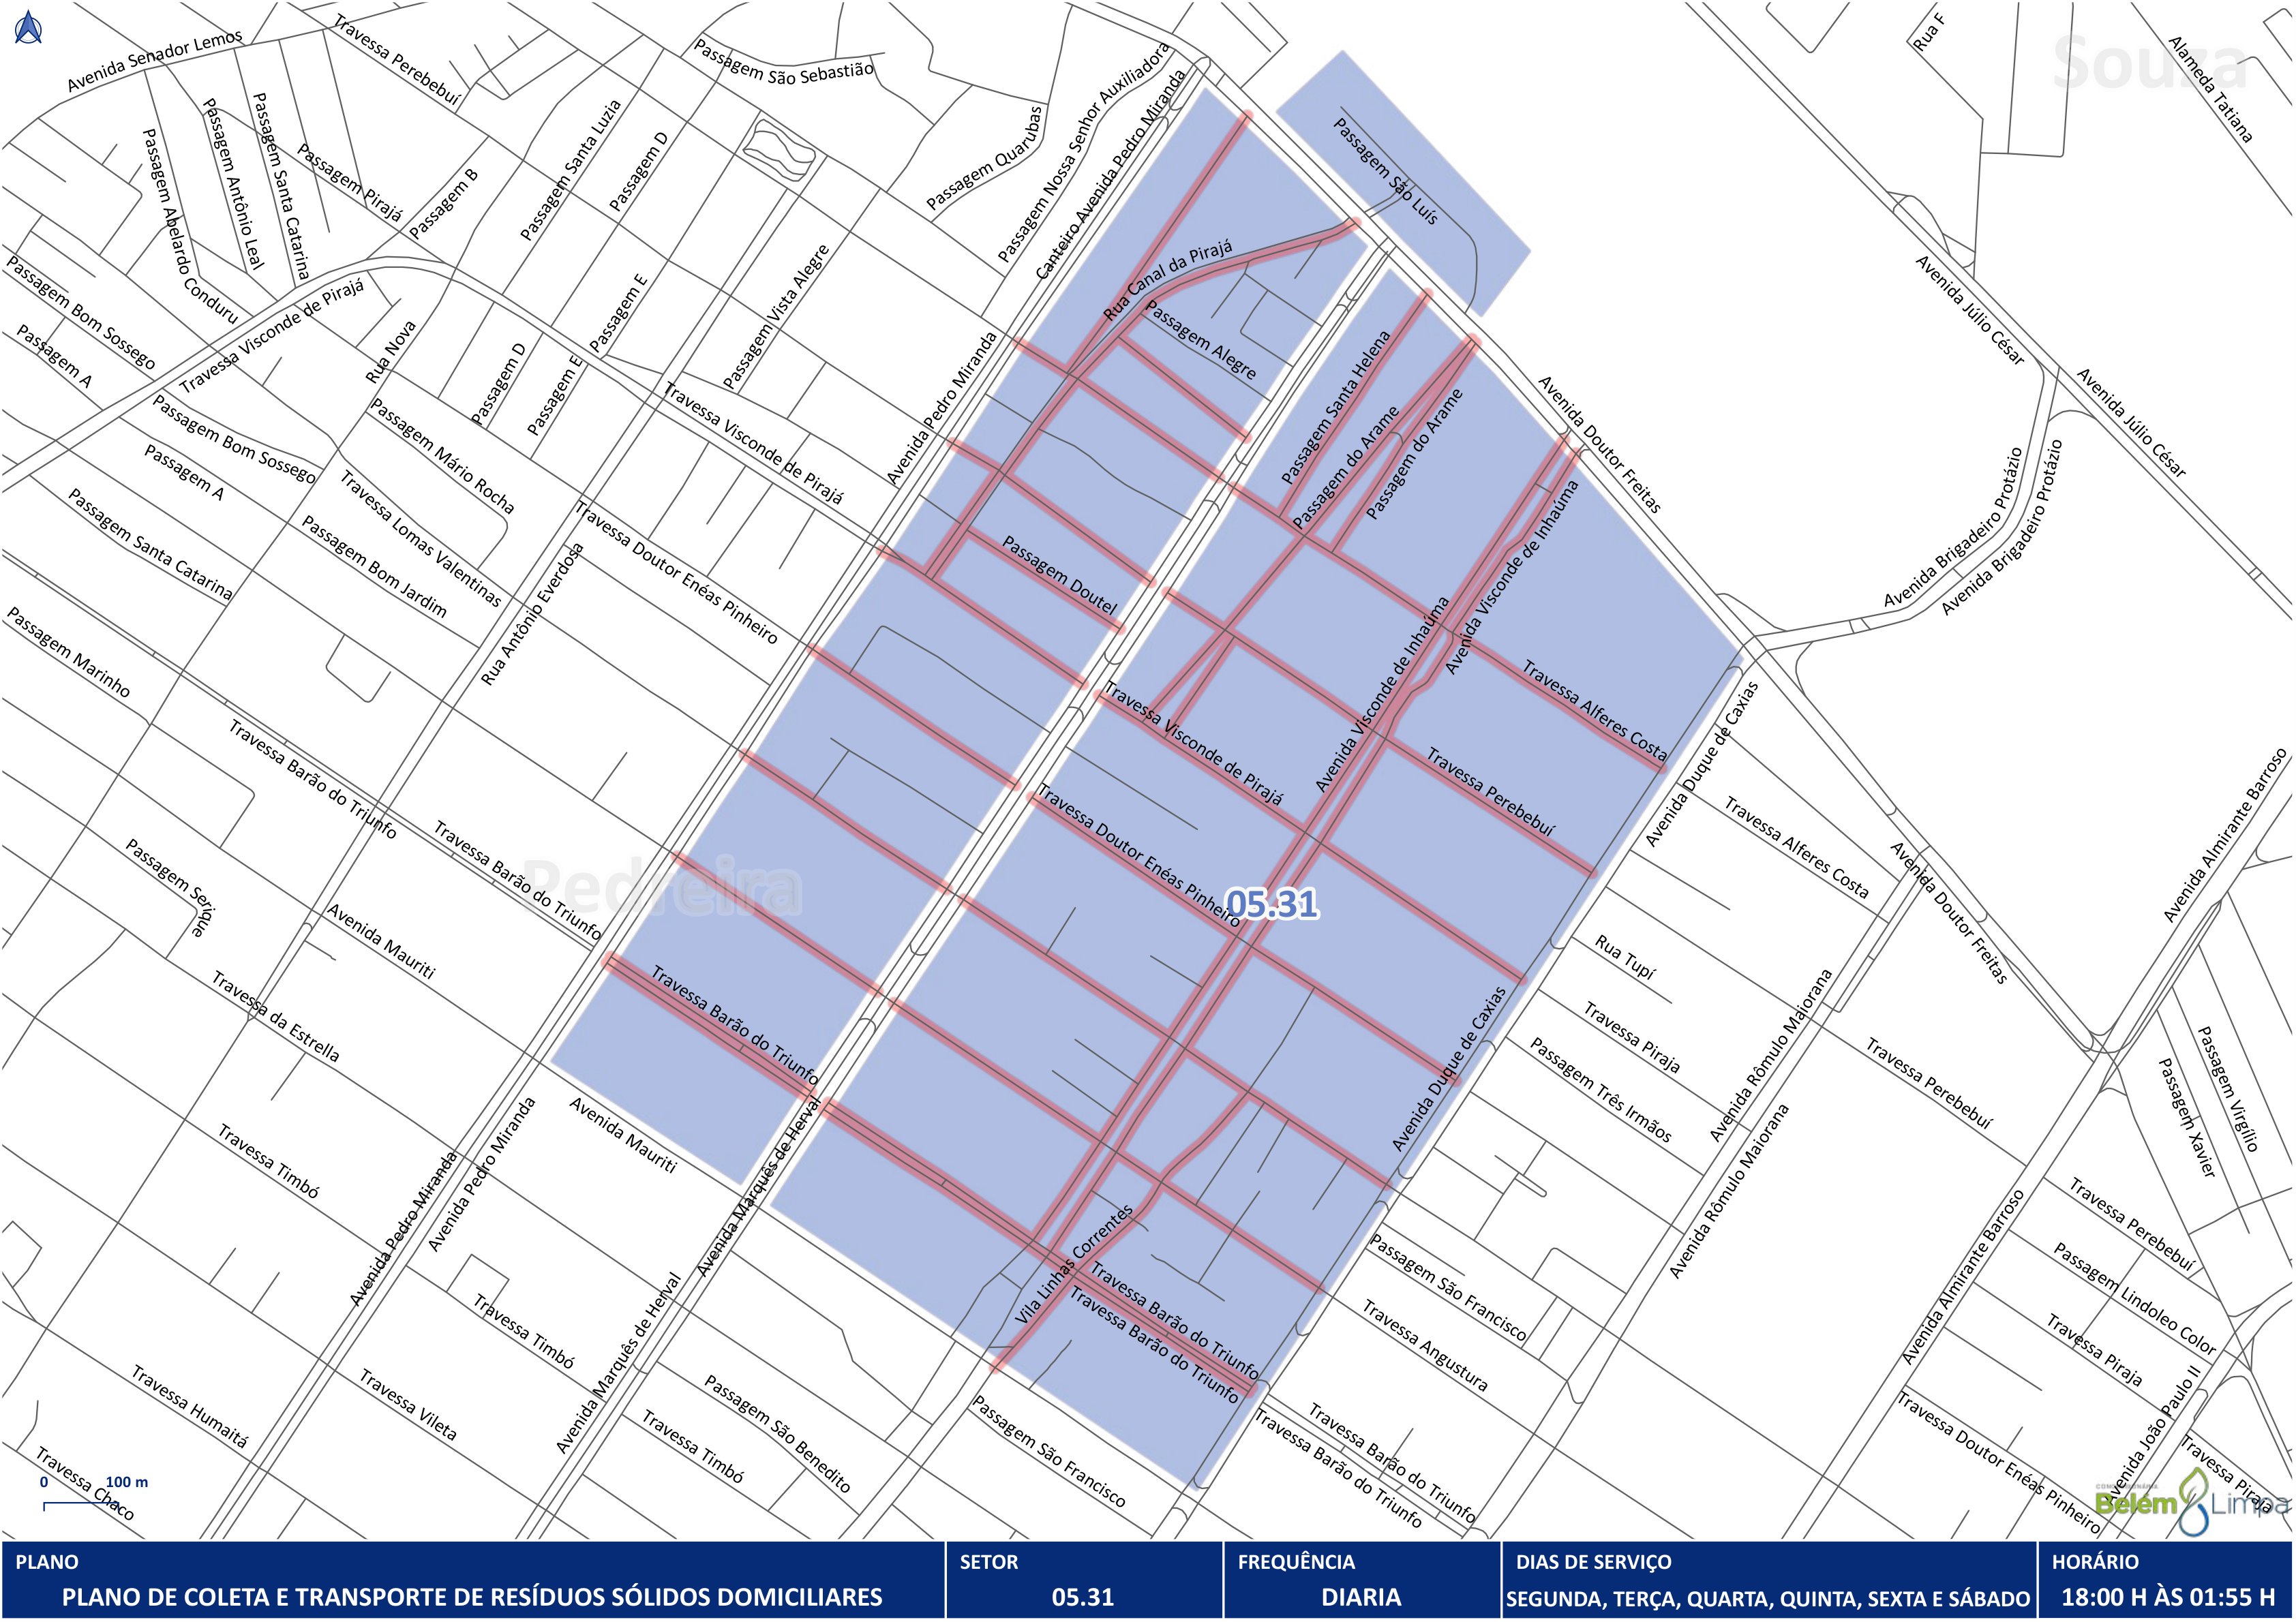 Souza
Avenida Senador Lemos
Travessa Perebebuí
Passagem São Sebastião
Rua F
Alameda Tatiana
Passagem Abelardo Conduru
Passagem Antônio Leal
Passagem Santa Catarina
Passagem Pirajá
Passagem B
Passagem Santa Luzia
Passagem D
Passagem Quarubas
Passagem Nossa Senhor Auxiliadora
Canteiro Avenida Pedro Miranda
Passagem São Luís
Passagem Bom Sossego
Passagem A
Travessa Visconde de Pirajá
Rua Nova
Passagem D
Passagem E
Passagem E
Passagem Vista Alegre
Rua Canal da Pirajá
Passagem Alegre
Avenida Júlio César
Avenida Júlio César
Passagem Bom Sossego
Passagem A
Passagem Mário Rocha
Travessa Visconde de Pirajá
Avenida Pedro Miranda
Passagem Santa Helena
Passagem do Arame
Passagem do Arame
Avenida Doutor Freitas
Passagem Santa Catarina
Passagem Bom Jardim
Travessa Lomas Valentinas
Rua Antônio Everdosa
Travessa Doutor Enéas Pinheiro
Passagem Doutel
Avenida Visconde de Inhaúma
Avenida Visconde de Inhaúma
Avenida Brigadeiro Protázio
Avenida Brigadeiro Protázio
Passagem Marinho
Travessa Visconde de Pirajá
Travessa Alferes Costa
Travessa Perebebuí
Avenida Duque de Caxias
Travessa Barão do Triunfo
Travessa Barão do Triunfo
Travessa Doutor Enéas Pinheiro
Travessa Alferes Costa
Avenida Doutor Freitas
Avenida Almirante Barroso
Pedreira
05.31
Passagem Serienbe
Avenida Mauriti
Travessa da Estrella
Travessa Barão do Triunfo
Rua Tupí
Travessa Piraja
Passagem Três Irmãos
Avenida Rômulo Maiorana
Avenida Rômulo Maiorana
Travessa Perebebuí
Passagem Virgílio
Passagem Xavier
Avenida Duque de Caxias
Travessa Timbó
Avenida Pedro Miranda
Avenida Pedro Miranda
Avenida Mauriti
Avenida Marquês de Herval
Avenida Marquês de Herval
Vila Linhas Correntes
Travessa Barão do Triunfo
Travessa Barão do Triunfo
Passagem São Francisco
Travessa Angustura
Avenida Almirante Barroso
Travessa Perebebuí
Passagem Lindoleo Color
Travessa Piraja
Travessa Humaitá
Travessa Vileta
Travessa Timbó
Travessa Timbó
Passagem São Benedito
Passagem São Francisco
Travessa Barão do Triunfo
Travessa Barão do Triunfo
Travessa Doutor Enéas Pinheiro
Avenida João Paulo II
Travessa Piraja
Travessa Chaco
0 100 m
Belém Limpa
PLANO
PLANO DE COLETA E TRANSPORTE DE RESÍDUOS SÓLIDOS DOMICILIARES
SETOR
05.31
FREQUÊNCIA
DIARIA
DIAS DE SERVIÇO
SEGUNDA, TERÇA, QUARTA, QUINTA, SEXTA E SÁBADO
HORÁRIO
18:00 H ÀS 01:55 H